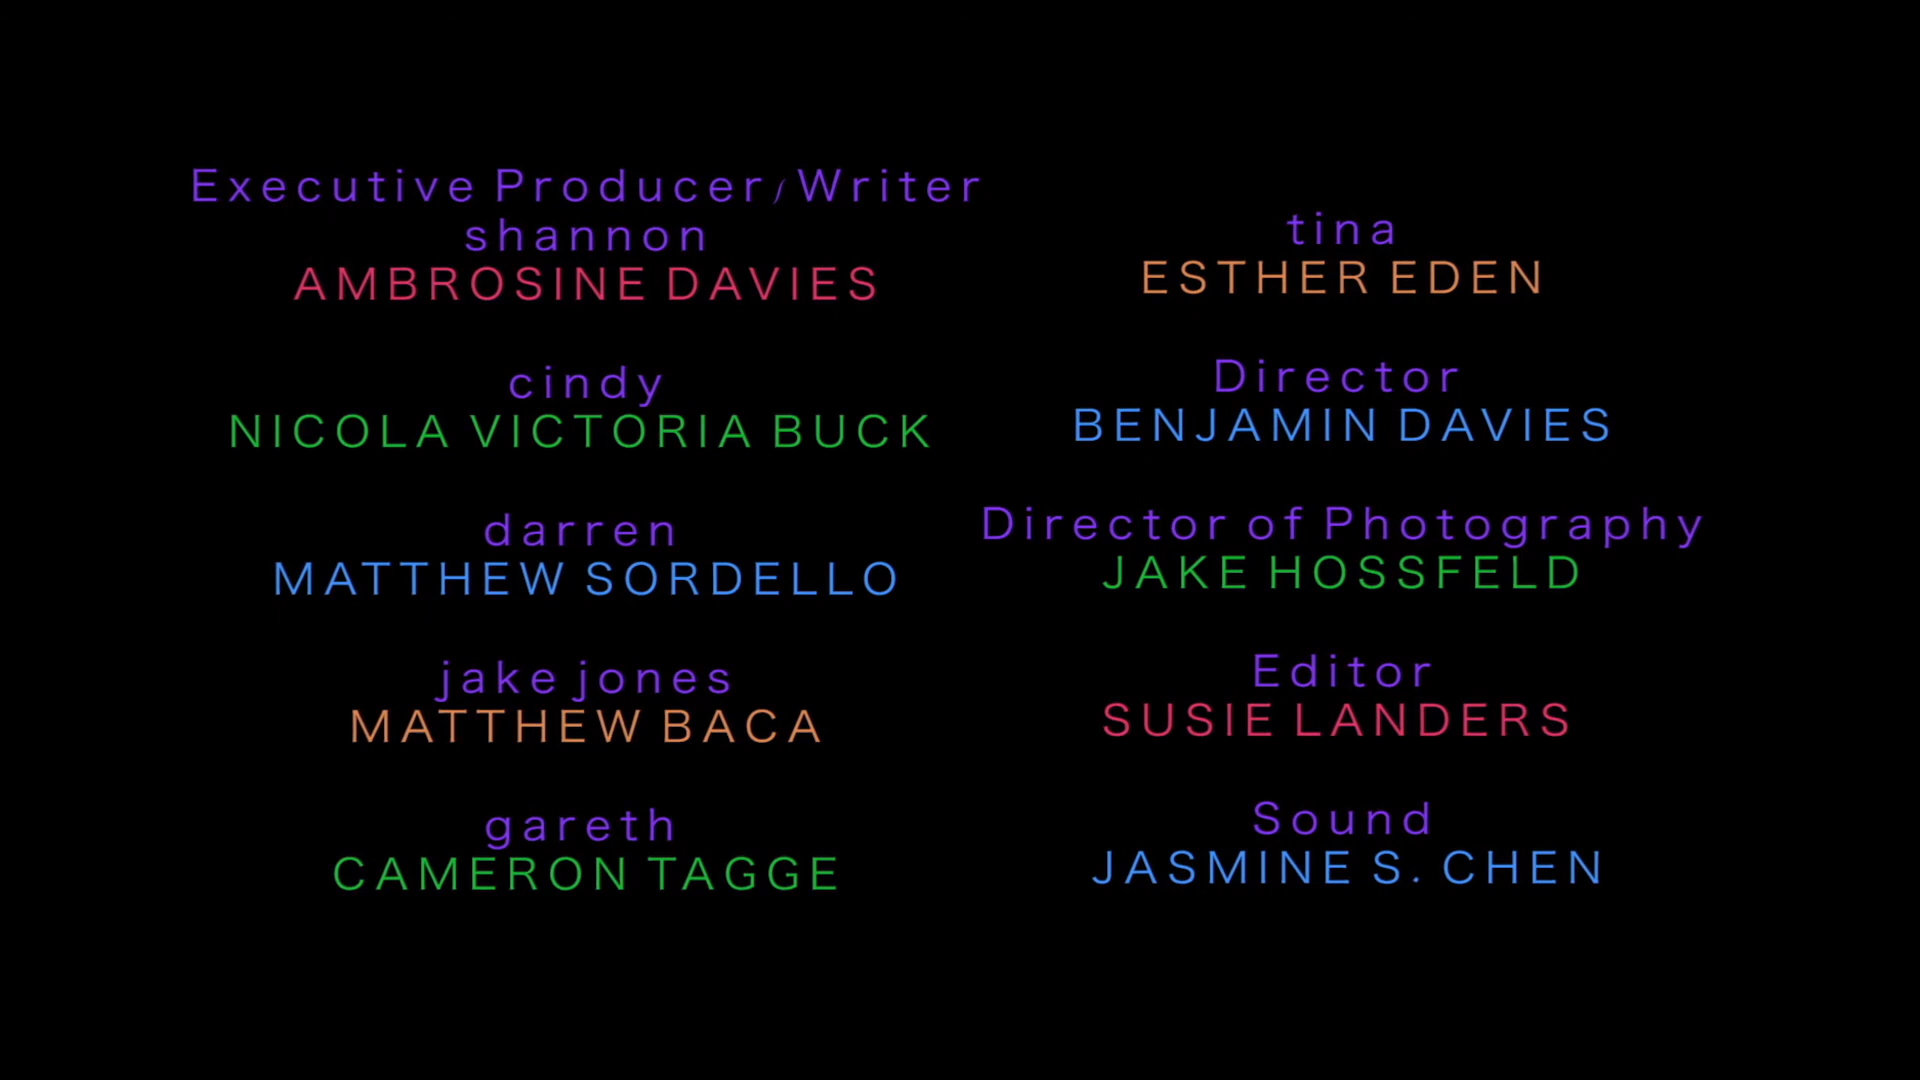 Executive Producer/Writer
shannon
AMBROSINE DAVIES
cindy
NICOLA VICTORIA BUCK
darren
MATTHEW SORDELLO
jake jones
MATTHEW BACA
gareth
CAMERON TAGGE
tina
ESTHER EDEN
Director
BENJAMIN DAVIES
Director of Photography
JAKE HOSSFELD
Editor
SUSIE LANDERS
Sound
JASMINE S. CHEN